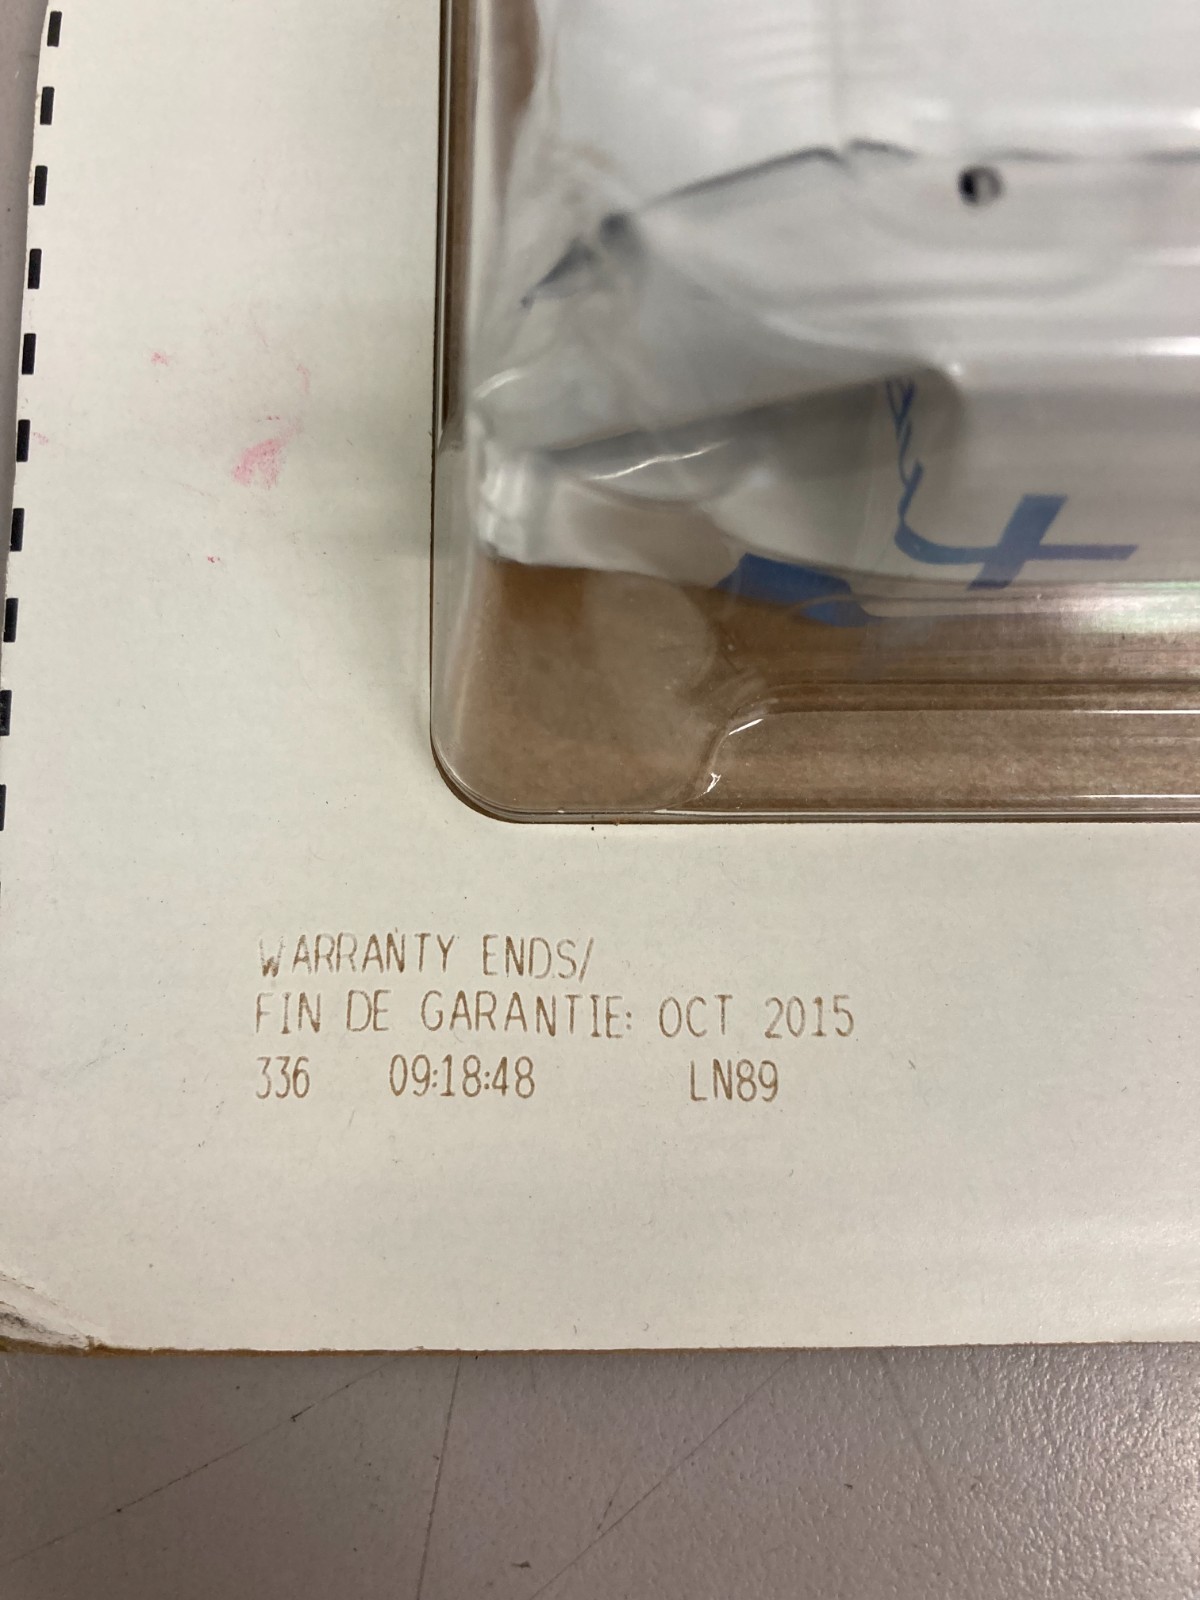 WARRANTY ENDS/
FIN DE GARANTIE: OCT 2015
336 09:18:48 LN89